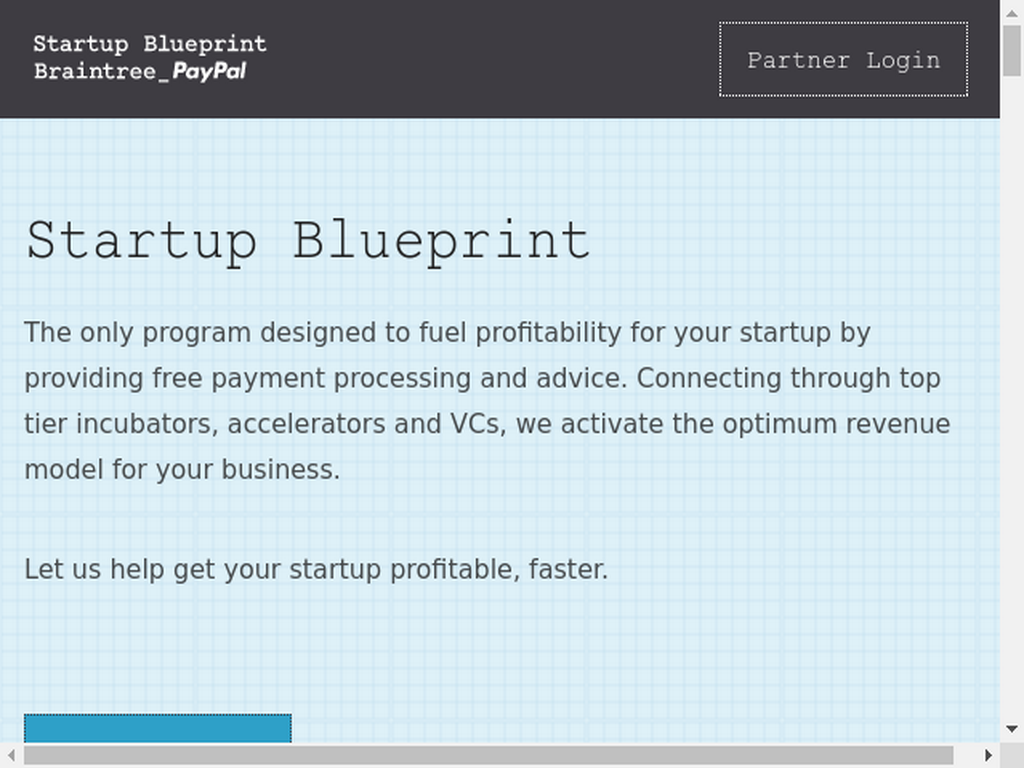 Startup Blueprint
Braintree_PayPal
Partner Login
Startup Blueprint
The only program designed to fuel profitability for your startup by
providing free payment processing and advice. Connecting through top
tier incubators, accelerators and VCs, we activate the optimum revenue
model for your business.
Let us help get your startup profitable, faster.